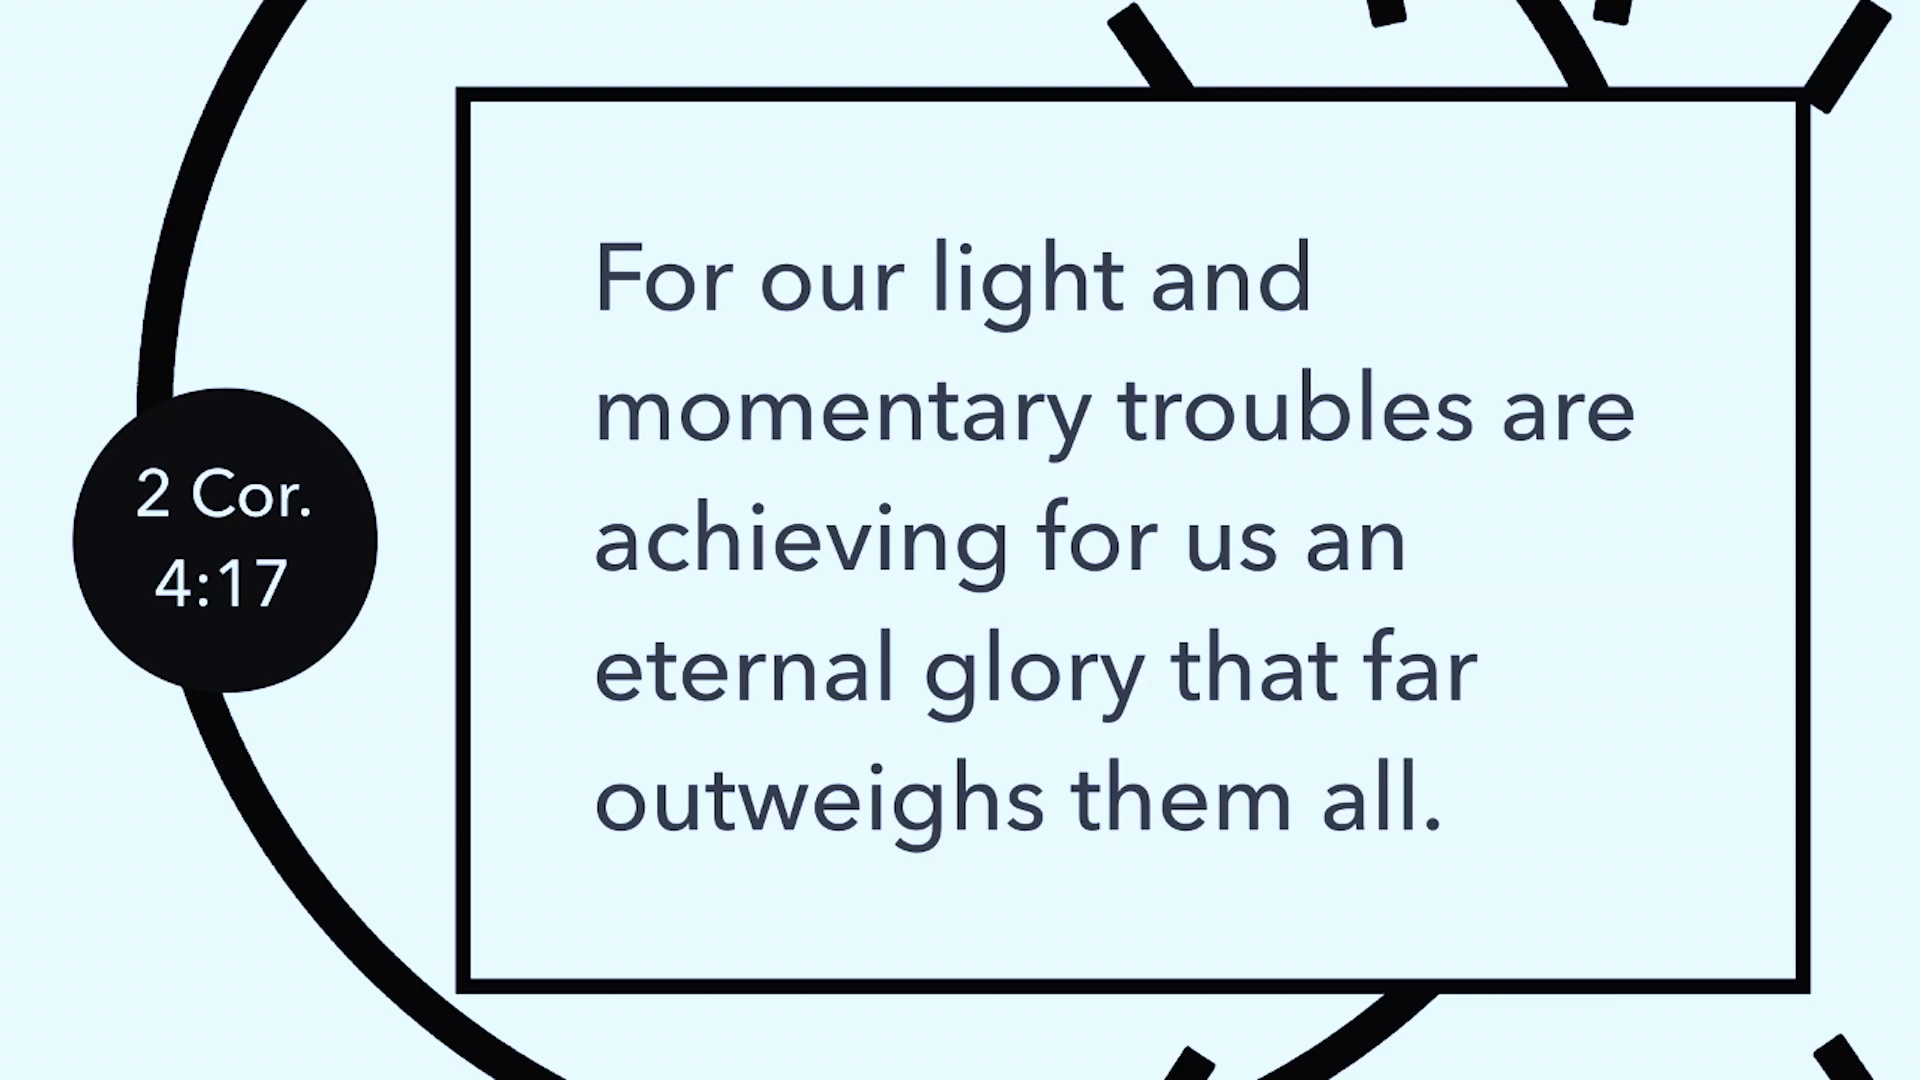 2 Cor.
4:17
For our light and
momentary troubles are
achieving for us an
eternal glory that far
outweighs them all.